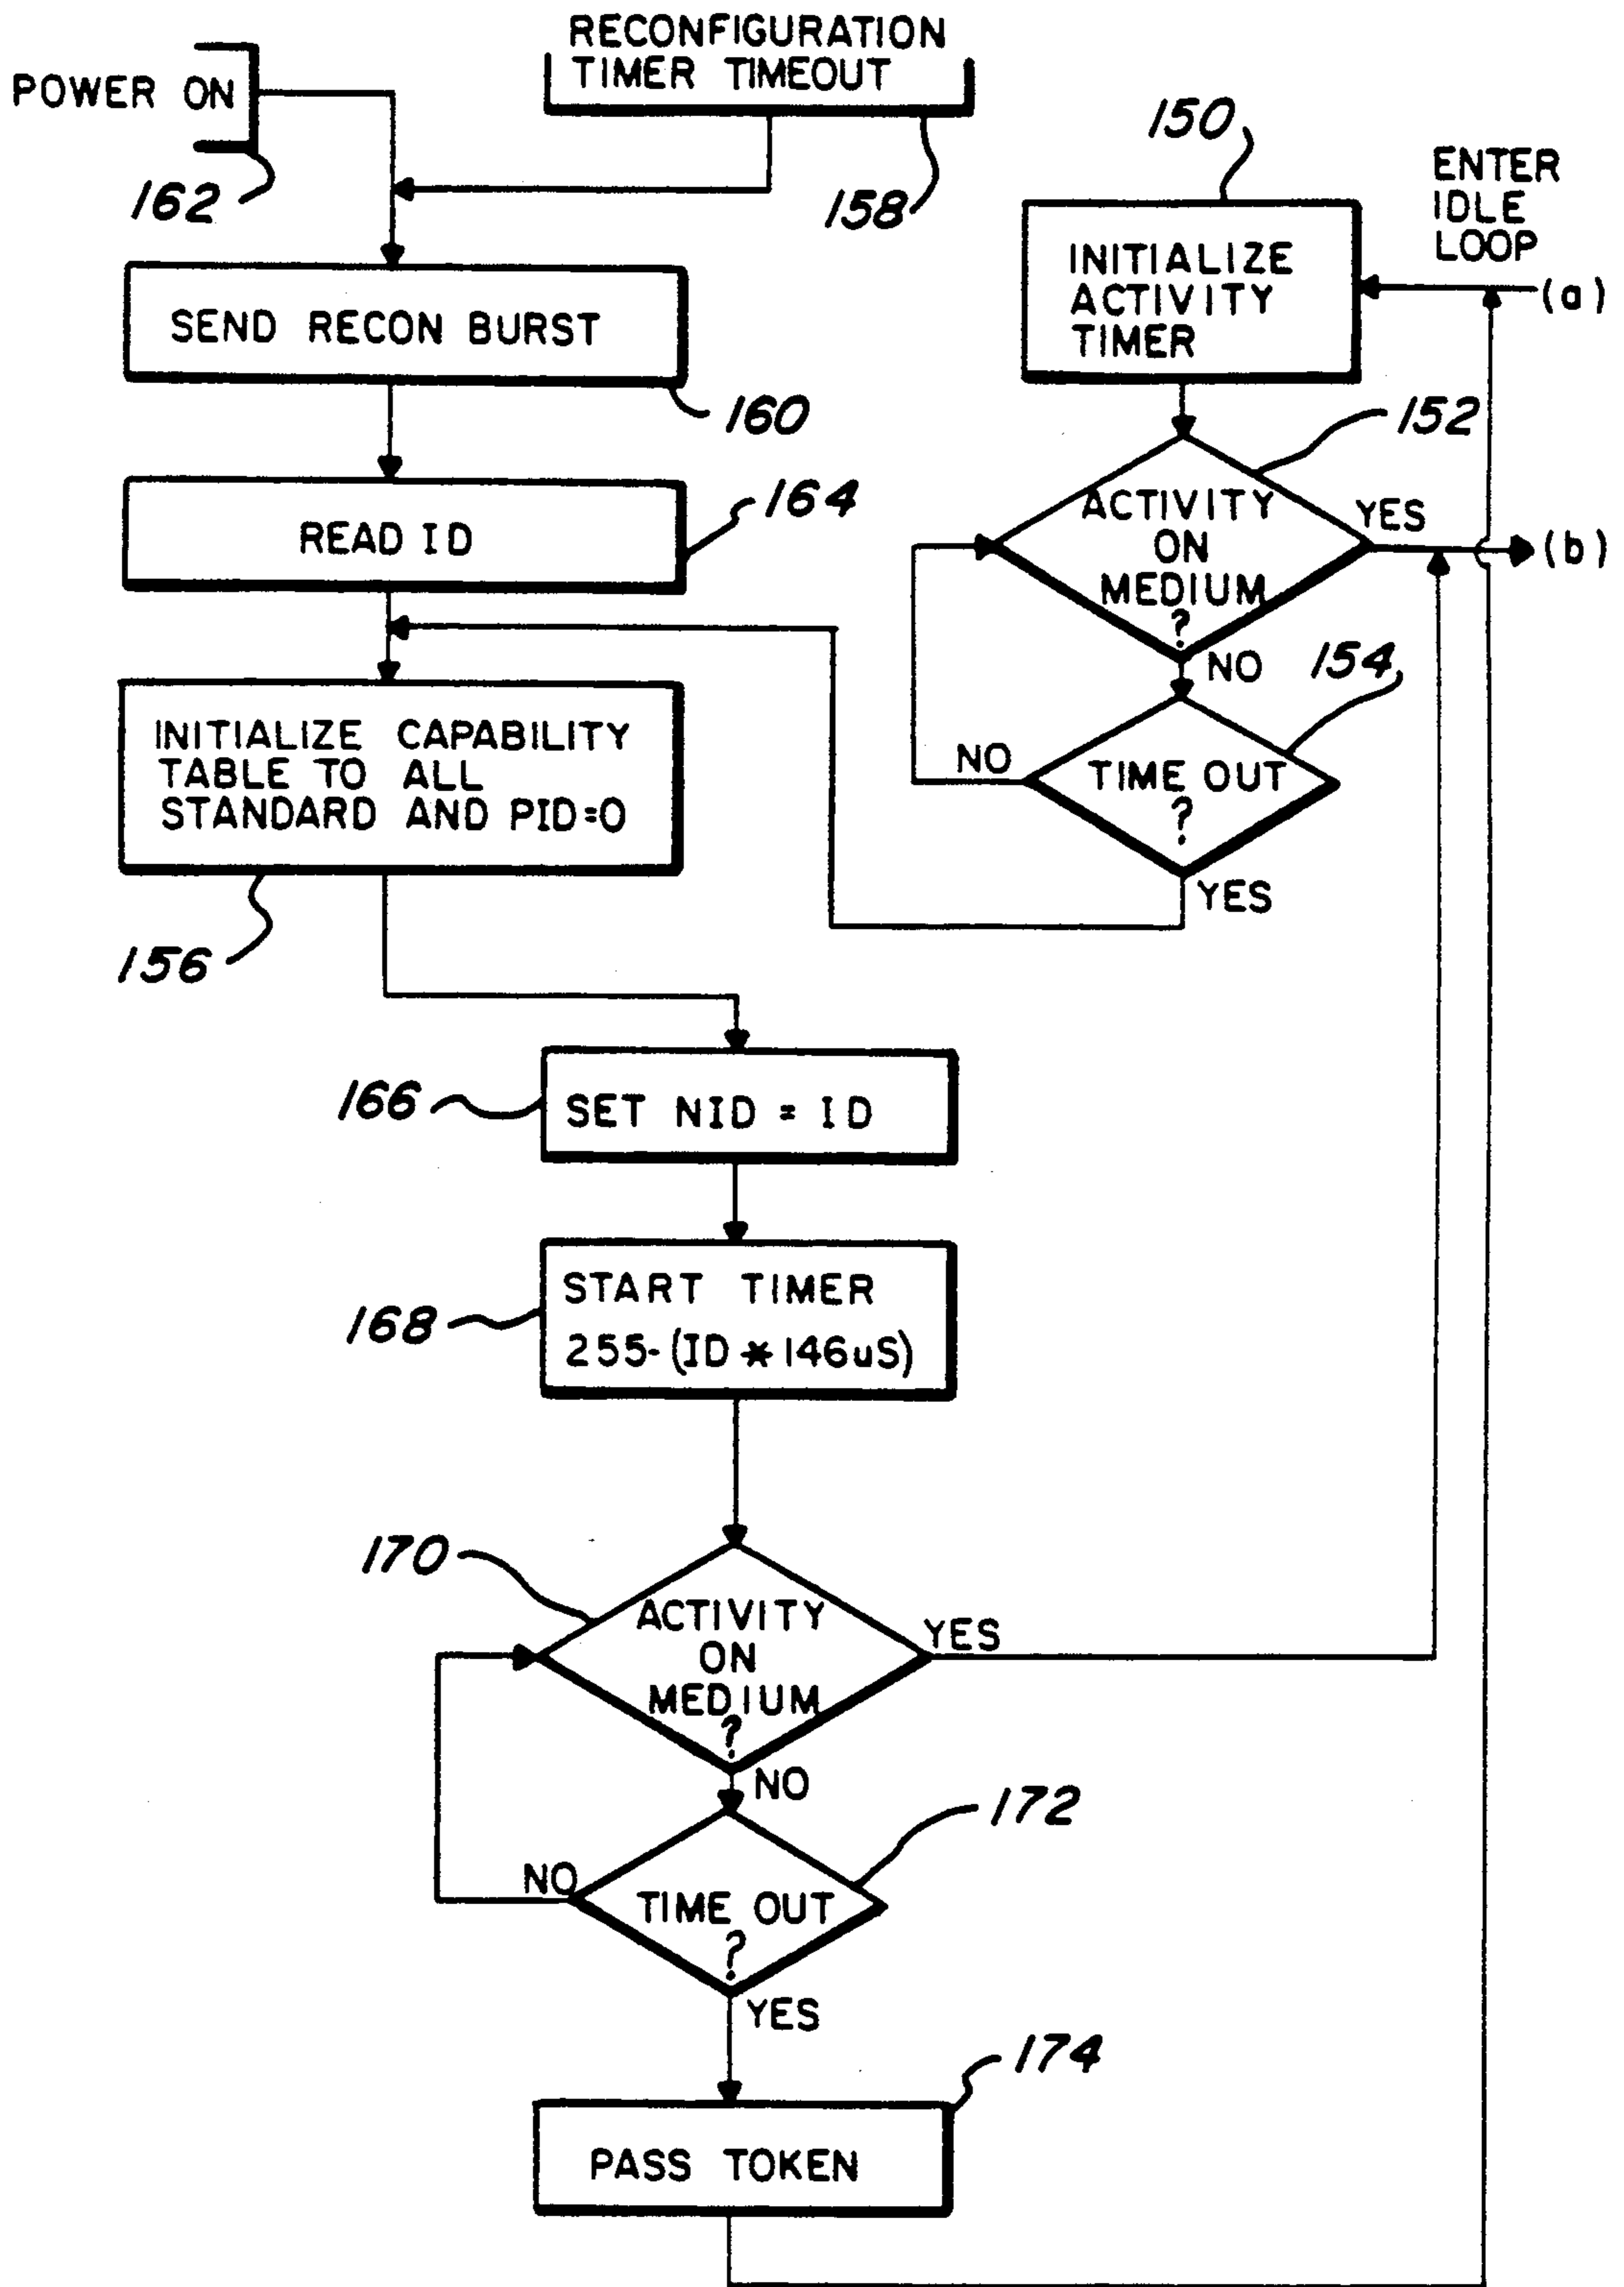 RECONFIGURATION
TIMER TIMEOUT
POWER ON
162
158
150
ENTER
IDLE
LOOP
(a)
INITIALIZE
ACTIVITY
TIMER
SEND RECON BURST
160
152
ACTIVITY
ON
MEDIUM
?
YES
(b)
NO
READ ID
164
154
TIME OUT
?
NO
YES
INITIALIZE CAPABILITY
TABLE TO ALL
STANDARD AND PID=0
156
166
SET NID = ID
168
START TIMER
255-(ID * 146uS)
170
ACTIVITY
ON
MEDIUM
?
YES
NO
172
NO
TIME OUT
?
YES
174
PASS TOKEN